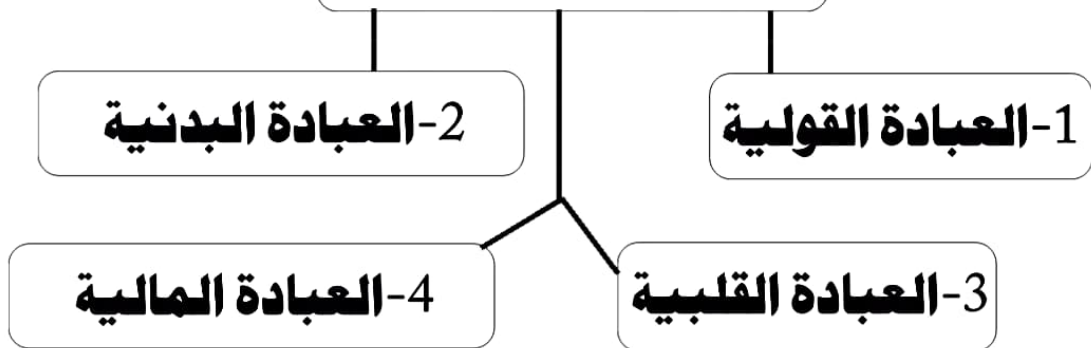 1-العبادة القولية
2-العبادة البدنية
3-العبادة القلبية
4-العبادة المالية